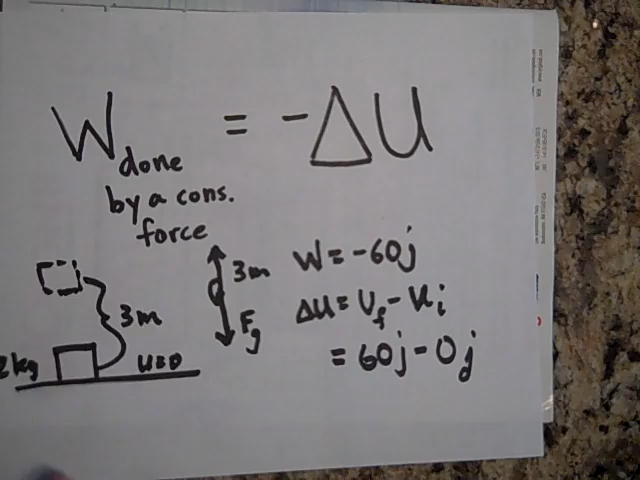 W done = -ΔU
by a cons.
force
3m
W = -60j
3m
Fg
ΔU = Uf - Ui
2kg
U=0
= 60j - 0j